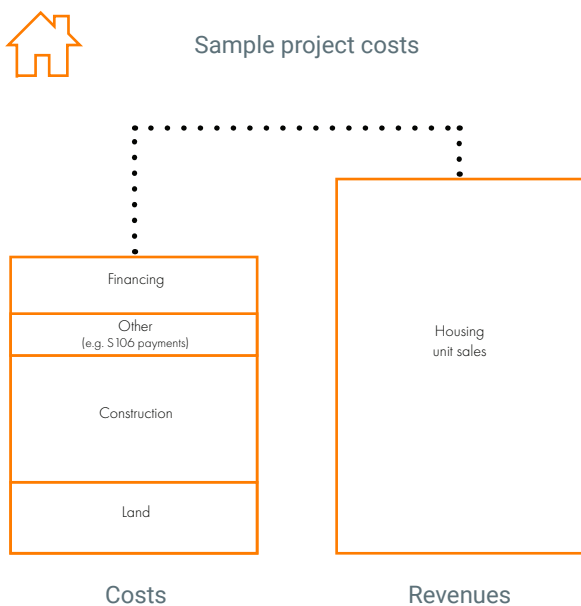 Sample project costs
Financing
Other
(e.g. S106 payments)
Construction
Land
Housing
unit sales
Costs
Revenues